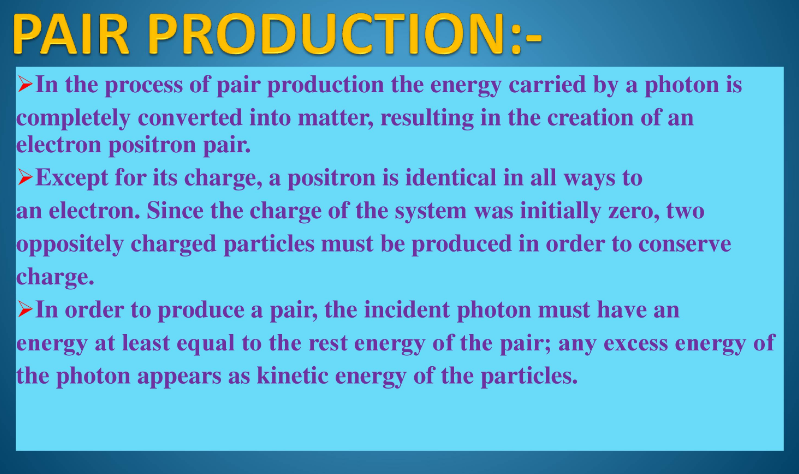 PAIR PRODUCTION:-
➢In the process of pair production the energy carried by a photon is
completely converted into matter, resulting in the creation of an
electron positron pair.
➢Except for its charge, a positron is identical in all ways to
an electron. Since the charge of the system was initially zero, two
oppositely charged particles must be produced in order to conserve
charge.
➢In order to produce a pair, the incident photon must have an
energy at least equal to the rest energy of the pair; any excess energy of
the photon appears as kinetic energy of the particles.